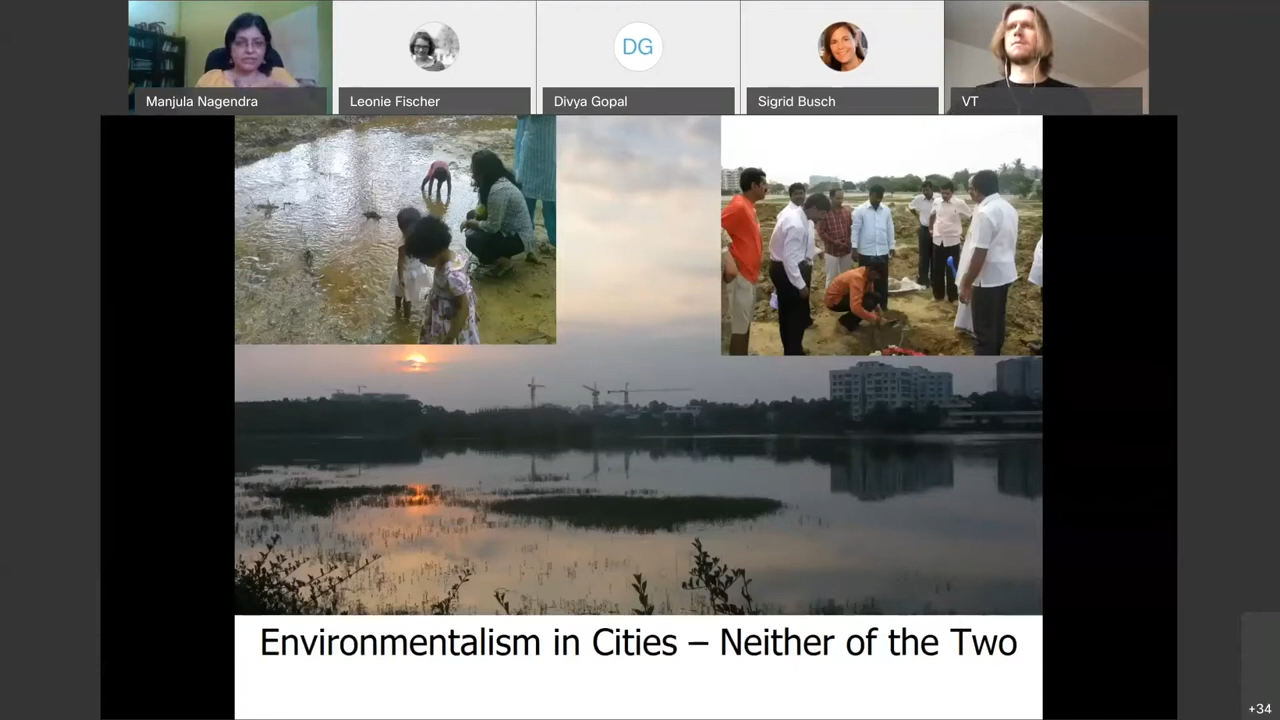 Manjula Nagendra
Leonie Fischer
DG
Divya Gopal
Sigrid Busch
VT
Environmentalism in Cities – Neither of the Two
+34